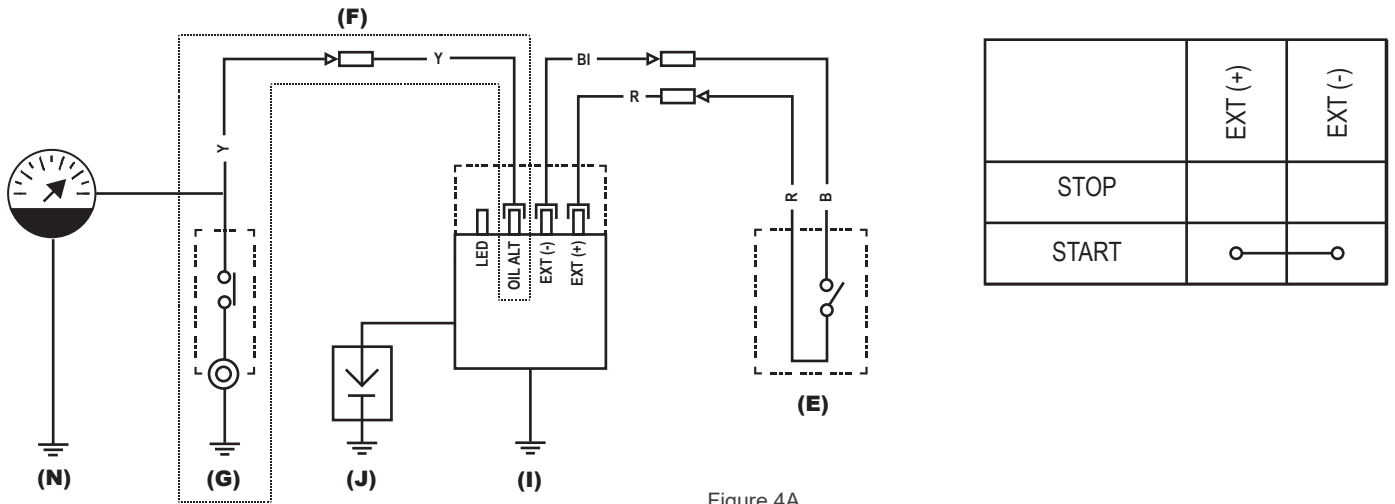 (F)
Y
Y
BI
R
R
B
LED
OIL ALT
EXT (-)
EXT (+)
(N)
(G)
(J)
(I)
(E)
EXT (+)
EXT (-)
STOP
START
Figure 4A